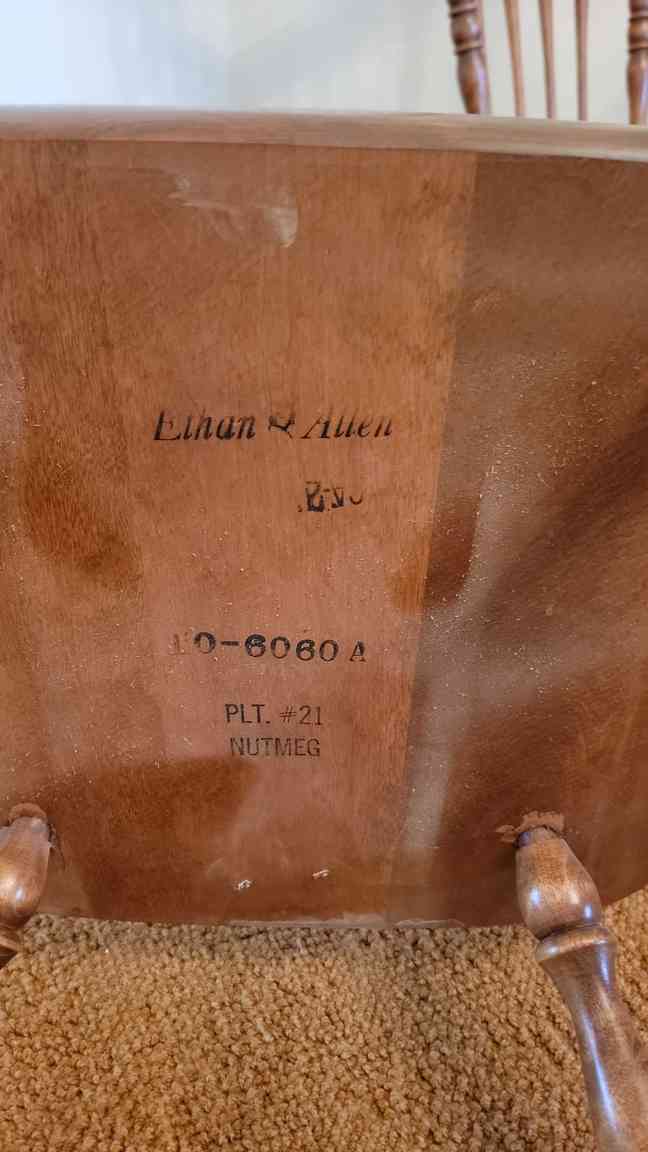 Ethan Allen
0-6060 A
PLT. #21
NUTMEG